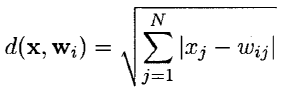 d(x, w_i) = \sqrt{\sum_{j=1}^{N} |x_j - w_{ij}|}